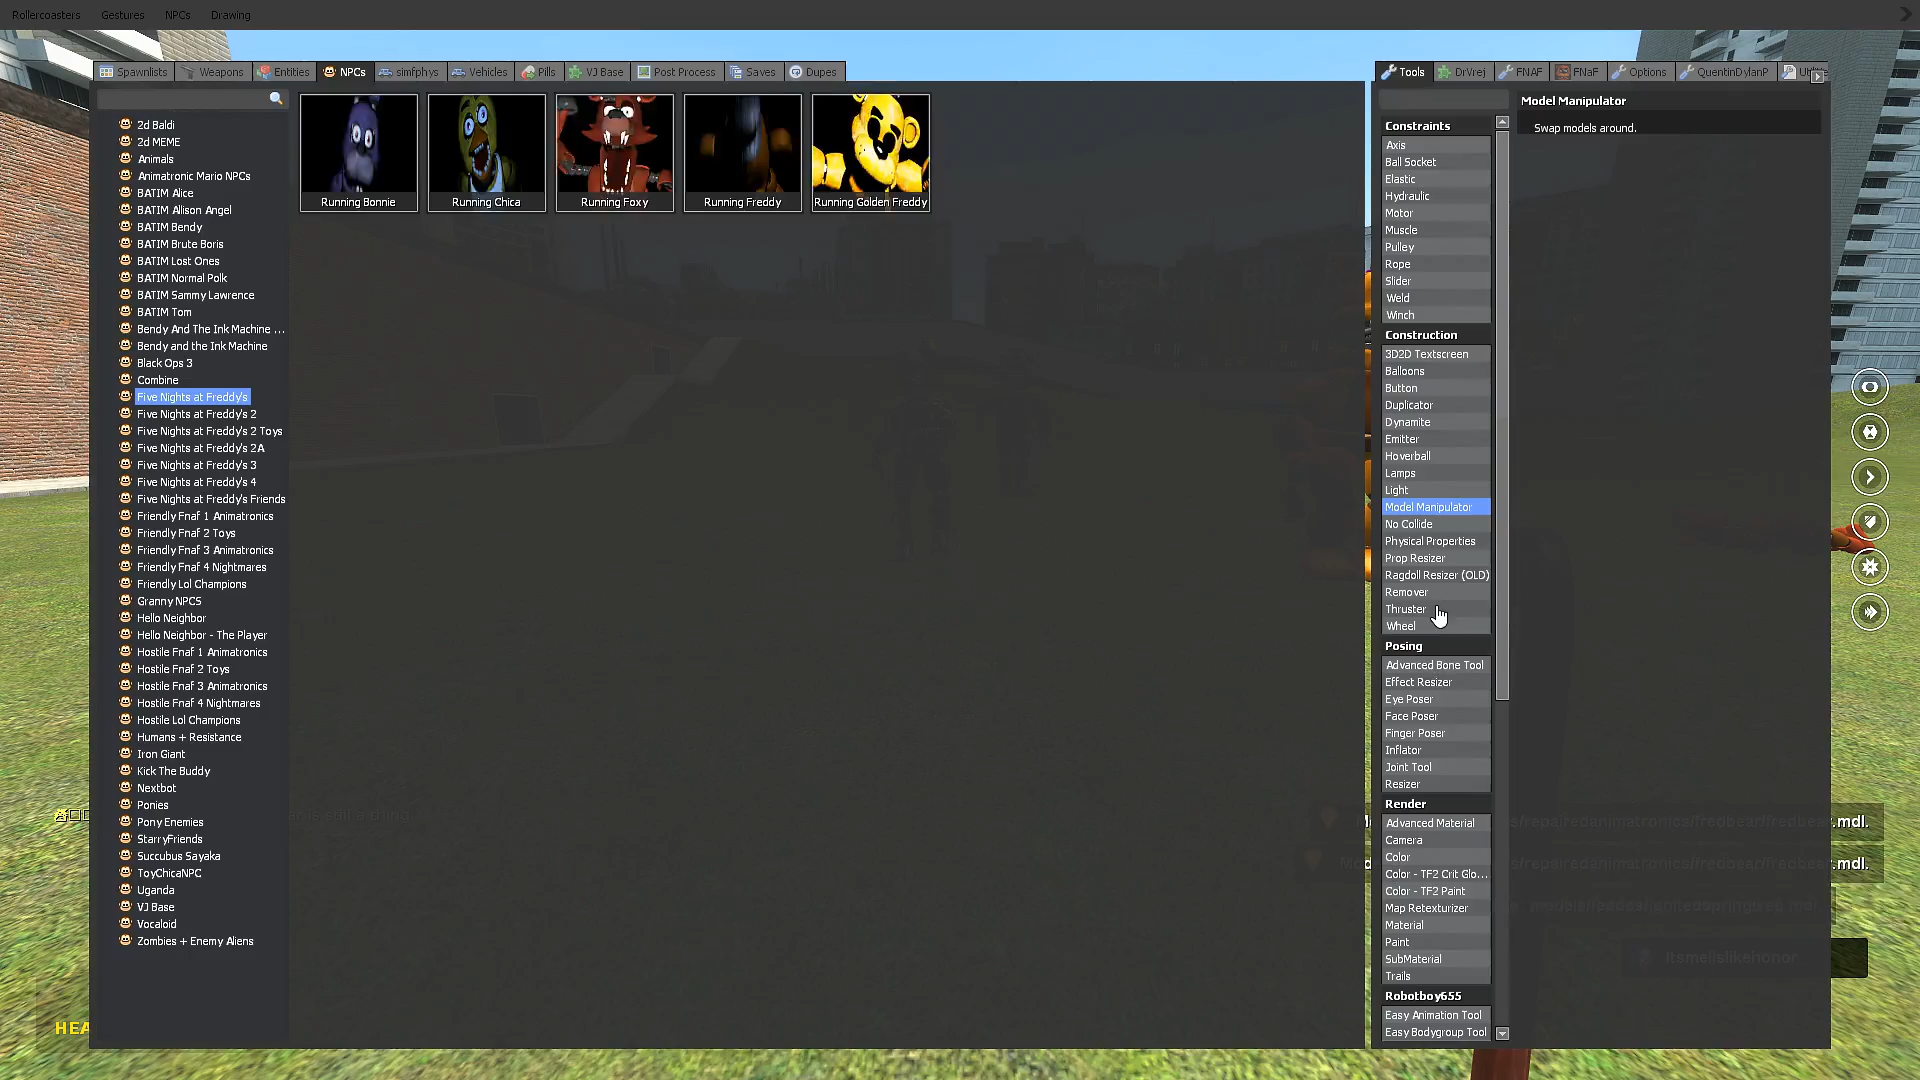 Rollercoasters Gestures NPCs Drawing
Spawnlists Weapons Entities NPCs simfphys Vehicles Pills VJ Base Post Process Saves Dupes
2d Baldi
2d MEME
Animals
Animatronic Mario NPCs
BATIM Alice
BATIM Allison Angel
BATIM Bendy
BATIM Brute Boris
BATIM Lost Ones
BATIM Normal Polk
BATIM Sammy Lawrence
BATIM Tom
Bendy And The Ink Machine ...
Bendy and the Ink Machine
Black Ops 3
Combine
Five Nights at Freddy's
Five Nights at Freddy's 2
Five Nights at Freddy's 2 Toys
Five Nights at Freddy's 2A
Five Nights at Freddy's 3
Five Nights at Freddy's 4
Five Nights at Freddy's Friends
Friendly Fnaf 1 Animatronics
Friendly Fnaf 2 Toys
Friendly Fnaf 3 Animatronics
Friendly Fnaf 4 Nightmares
Friendly Lol Champions
Granny NPCS
Hello Neighbor
Hello Neighbor - The Player
Hostile Fnaf 1 Animatronics
Hostile Fnaf 2 Toys
Hostile Fnaf 3 Animatronics
Hostile Fnaf 4 Nightmares
Hostile Lol Champions
Humans + Resistance
Iron Giant
Kick The Buddy
Nextbot
Ponies
Pony Enemies
StarryFriends
Succubus Sayaka
ToyChicaNPC
Uganda
VJ Base
Vocaloid
Zombies + Enemy Aliens
Running Bonnie Running Chica Running Foxy Running Freddy Running Golden Freddy
is still a thing
HEA
Tools DrVrej FNAF FNaF Options QuentinDylanP
Constraints
Axis
Ball Socket
Elastic
Hydraulic
Motor
Muscle
Pulley
Rope
Slider
Weld
Winch
Construction
3D2D Textscreen
Balloons
Button
Duplicator
Dynamite
Emitter
Hoverball
Lamps
Light
Model Manipulator
No Collide
Physical Properties
Prop Resizer
Ragdoll Resizer (OLD)
Remover
Thruster
Wheel
Posing
Advanced Bone Tool
Effect Resizer
Eye Poser
Face Poser
Finger Poser
Inflator
Joint Tool
Resizer
Render
Advanced Material
Camera
Color
Color - TF2 Crit Glo...
Color - TF2 Paint
Map Retexturizer
Material
Paint
SubMaterial
Trails
Robotboy655
Easy Animation Tool
Easy Bodygroup Tool
Model Manipulator
Swap models around.
s/repairedanimatronics/fredbear/fredbear.mdl.
s/repairedanimatronics/fredbear/fredbear.mdl.
Itsmeiislikehonor